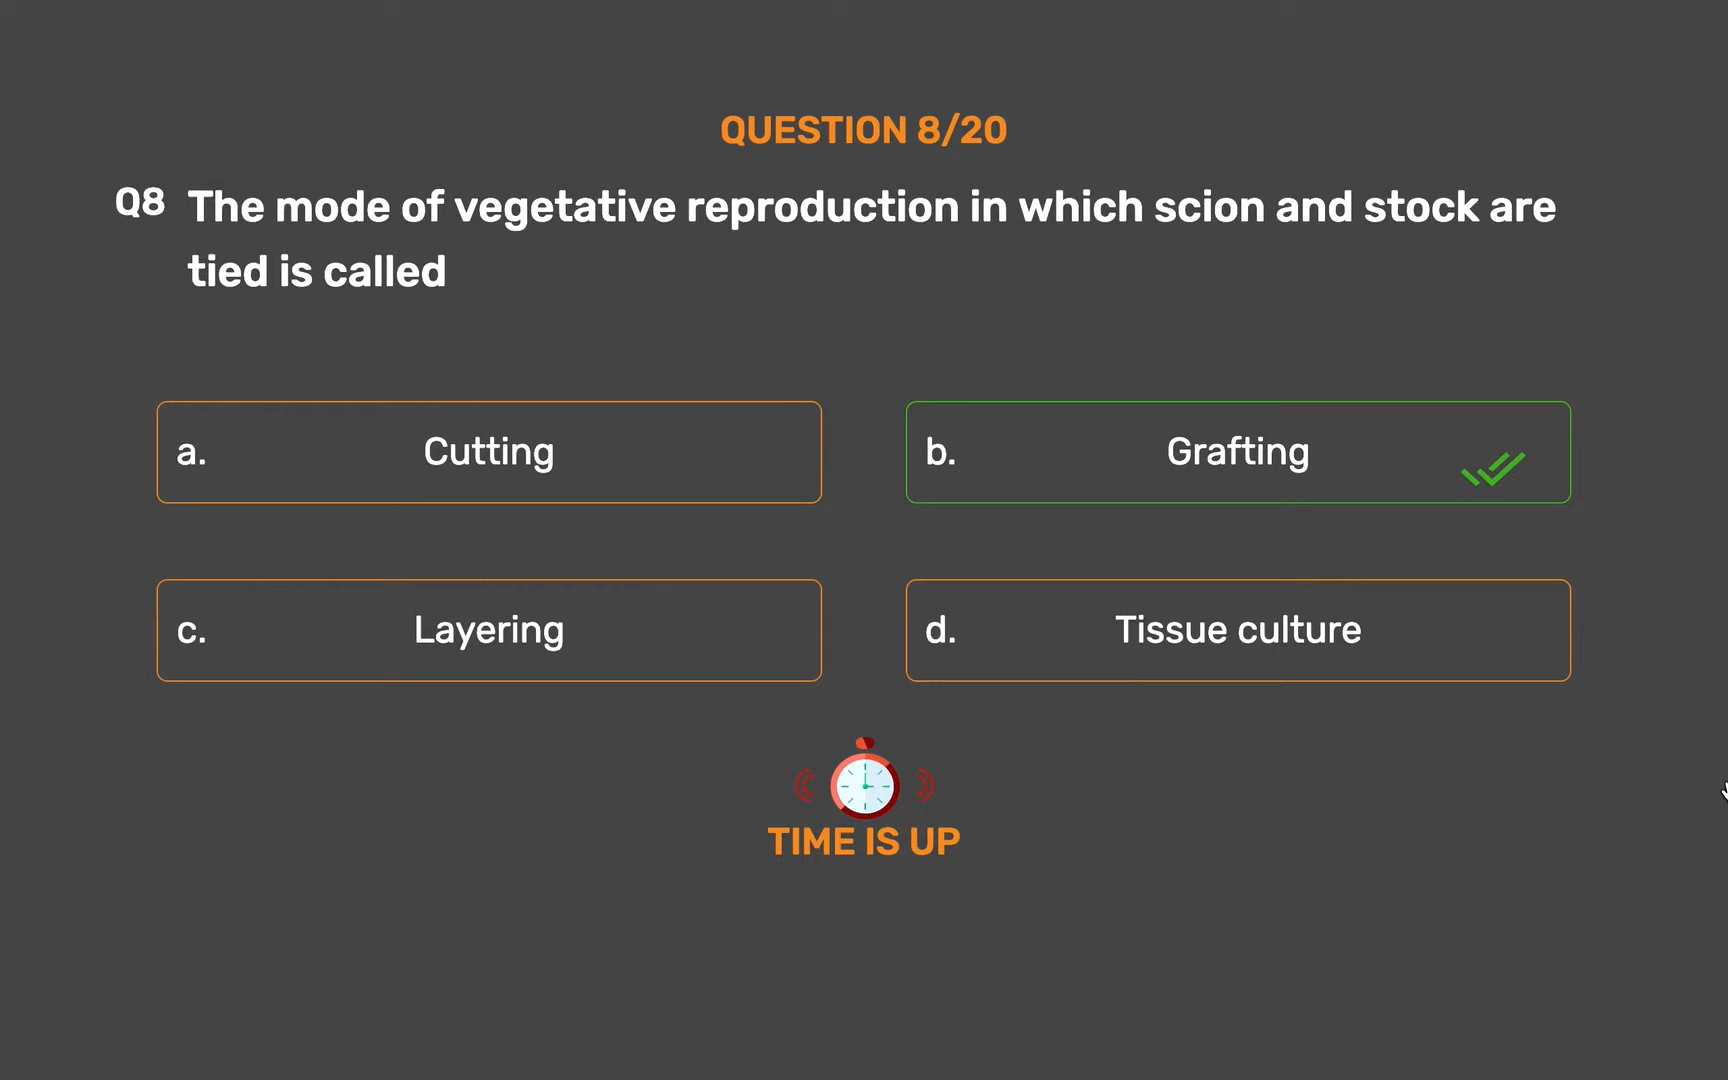 QUESTION 8/20
Q8 The mode of vegetative reproduction in which scion and stock are
tied is called
a. Cutting
b. Grafting
c. Layering
d. Tissue culture
TIME IS UP